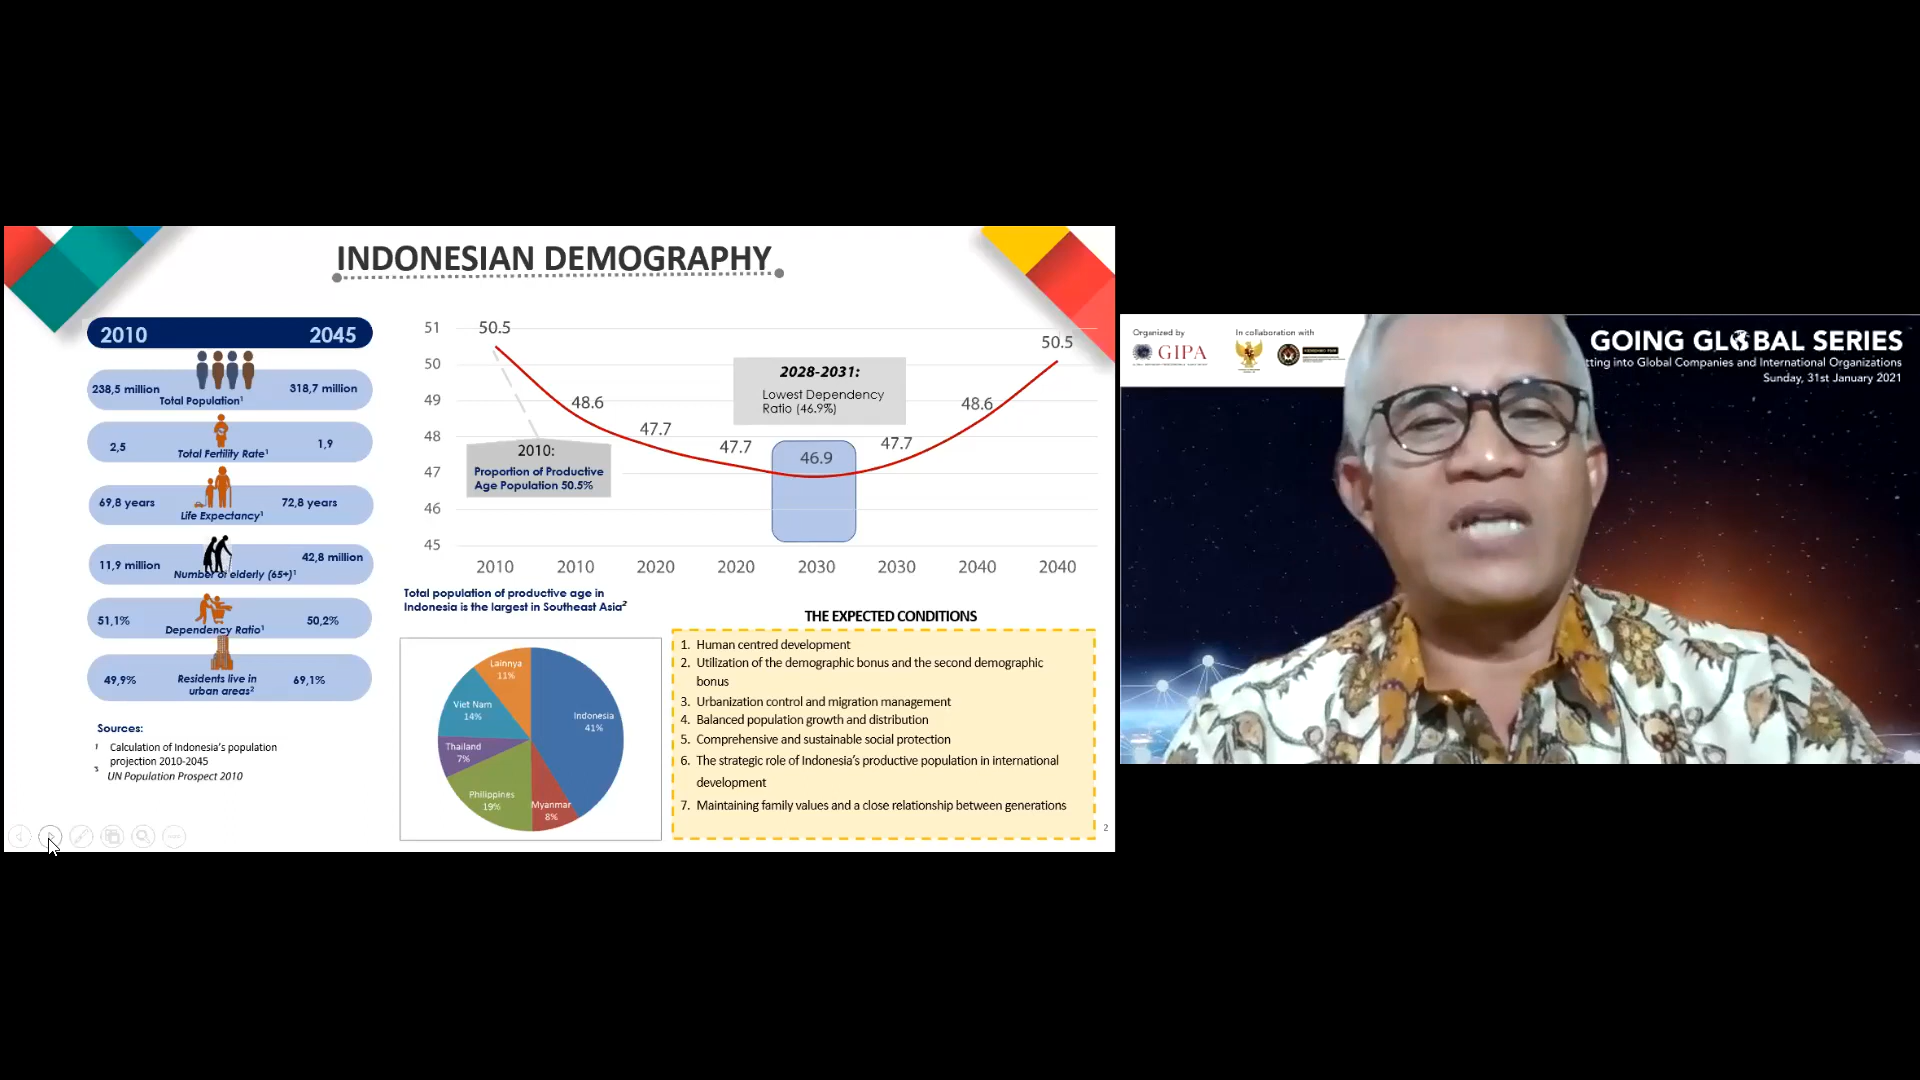 INDONESIAN DEMOGRAPHY
2010 2045
238,5 million 318,7 million
Total Population¹
2,5 1,9
Total Fertility Rate¹
69,8 years 72,8 years
Life Expectancy¹
11,9 million 42,8 million
Number of elderly (65+)¹
51,1% 50,2%
Dependency Ratio¹
49,9% 69,1%
Residents live in
urban areas²
Sources:
¹ Calculation of Indonesia's population
projection 2010-2045
³ UN Population Prospect 2010
51
50
49
48
47
46
45
50.5
48.6
47.7
47.7
46.9
47.7
48.6
50.5
2010:
Proportion of Productive
Age Population 50.5%
2028-2031:
Lowest Dependency
Ratio (46.9%)
2010 2010 2020 2020 2030 2030 2040 2040
Total population of productive age in
Indonesia is the largest in Southeast Asia²
Lainnya
11%
Viet Nam
14%
Thailand
7%
Philippines
19%
Myanmar
8%
Indonesia
41%
THE EXPECTED CONDITIONS
1. Human centred development
2. Utilization of the demographic bonus and the second demographic
bonus
3. Urbanization control and migration management
4. Balanced population growth and distribution
5. Comprehensive and sustainable social protection
6. The strategic role of Indonesia's productive population in international
development
7. Maintaining family values and a close relationship between generations
2
Organized by
GIPA
In collaboration with
GOING GLOBAL SERIES
tting into Global Companies and International Organizations
Sunday, 31st January 2021